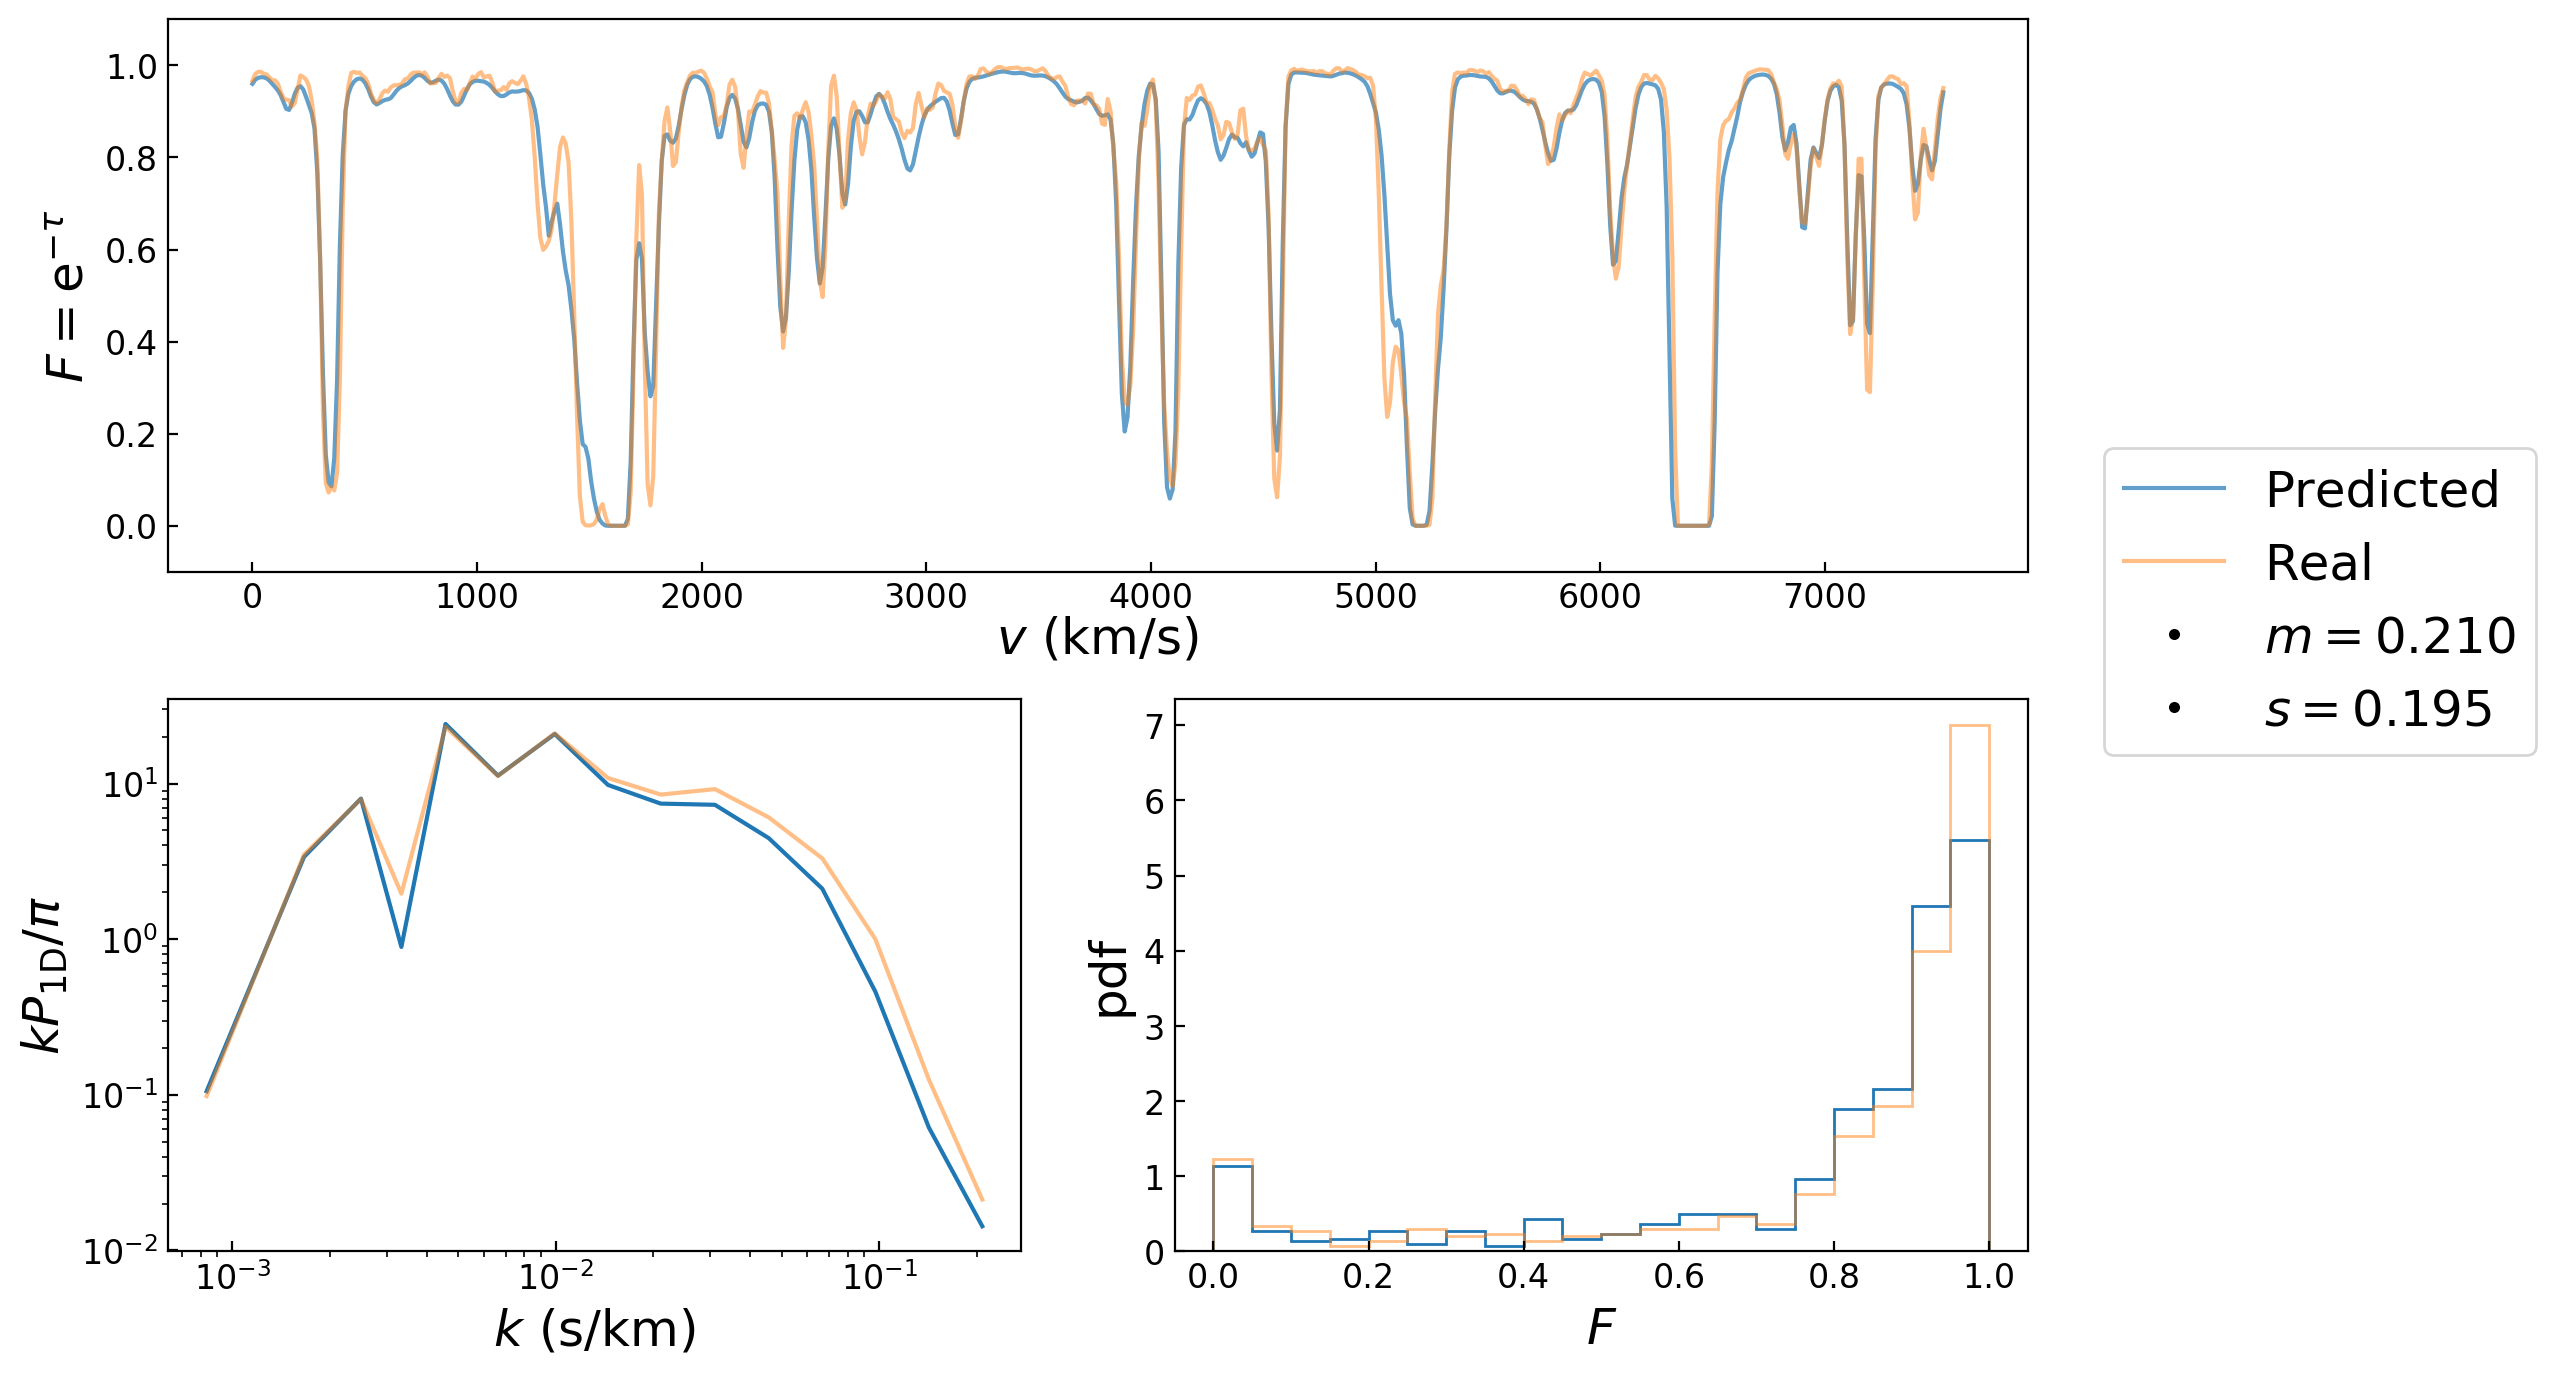 1.0
0.8
0.6
0.4
0.2
0.0
F = e^{−τ}
0 1000 2000 3000 4000 5000 6000 7000
v (km/s)
Predicted
Real
• m = 0.210
• s = 0.195
10^1
10^0
10^{−1}
10^{−2}
kP_{1D}/π
10^{−3} 10^{−2} 10^{−1}
k (s/km)
7
6
5
4
3
2
1
0
pdf
0.0 0.2 0.4 0.6 0.8 1.0
F